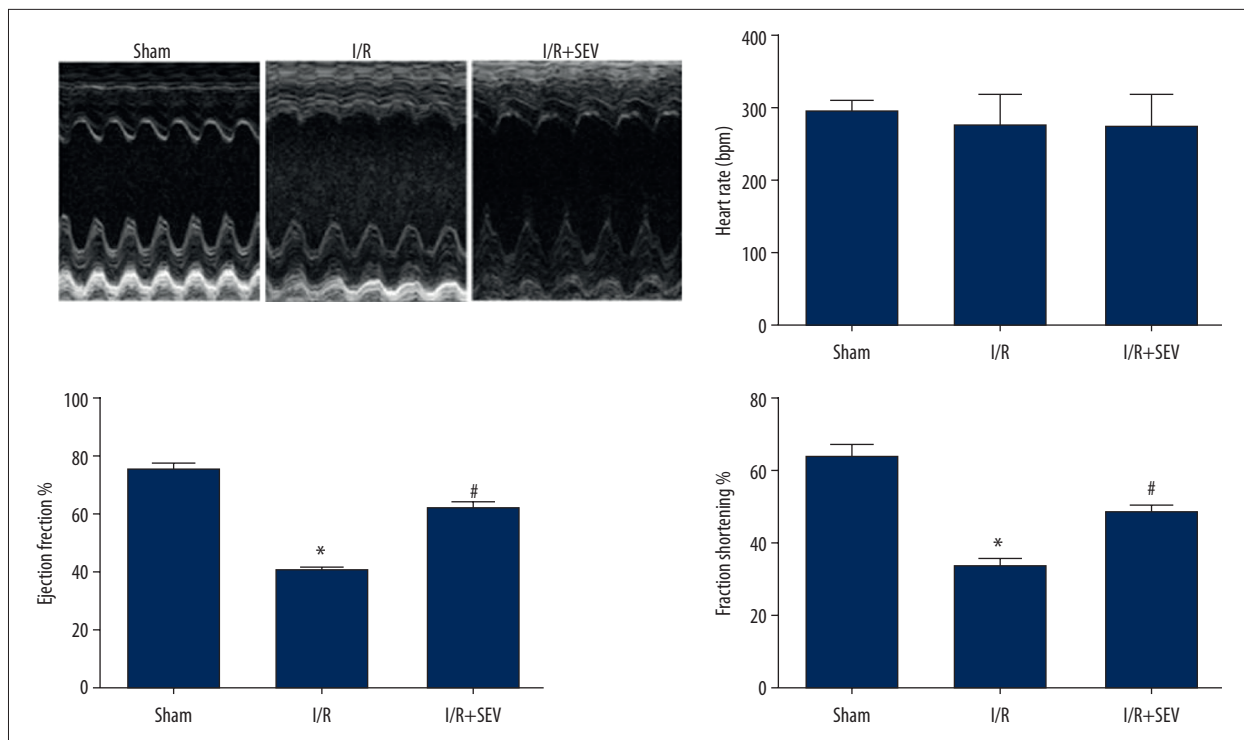 Sham I/R I/R+SEV
Heart rate (bpm)
400
300
200
100
0
Sham I/R I/R+SEV
Ejection frection %
100
80
60
40
20
0
*
#
Sham I/R I/R+SEV
Fraction shortening %
80
60
40
20
0
*
#
Sham I/R I/R+SEV